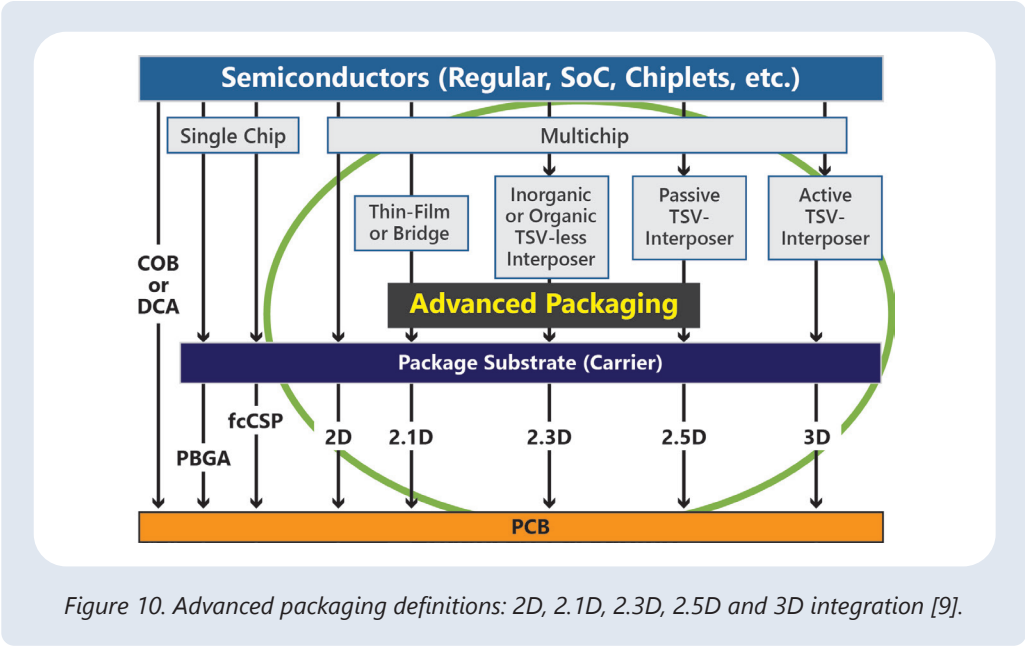 Semiconductors (Regular, SoC, Chiplets, etc.)
Single Chip
Multichip
Thin-Film
or Bridge
Inorganic
or Organic
TSV-less
Interposer
Passive
TSV-
Interposer
Active
TSV-
Interposer
COB
or
DCA
Advanced Packaging
Package Substrate (Carrier)
PBGA
fcCSP
2D
2.1D
2.3D
2.5D
3D
PCB
Figure 10. Advanced packaging definitions: 2D, 2.1D, 2.3D, 2.5D and 3D integration [9].